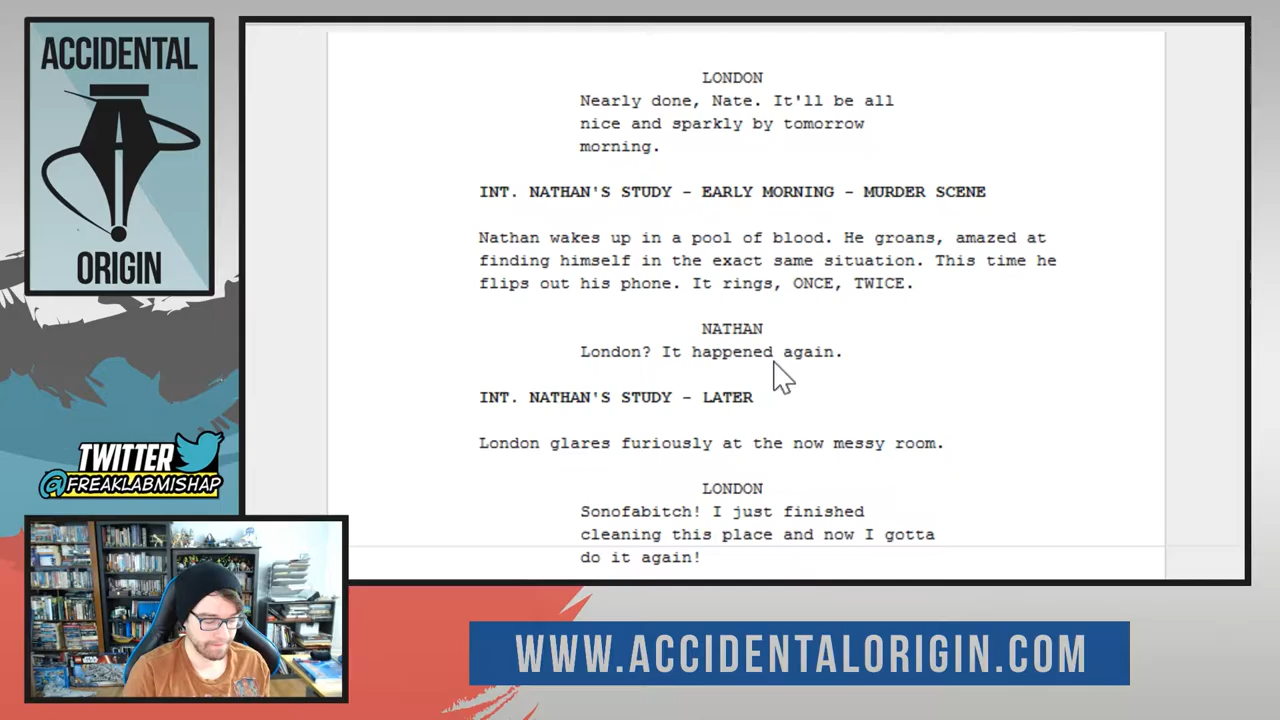 ACCIDENTAL
ORIGIN
LONDON
Nearly done, Nate. It'll be all
nice and sparkly by tomorrow
morning.
INT. NATHAN'S STUDY - EARLY MORNING - MURDER SCENE
Nathan wakes up in a pool of blood. He groans, amazed at
finding himself in the exact same situation. This time he
flips out his phone. It rings, ONCE, TWICE.
NATHAN
London? It happened again.
INT. NATHAN'S STUDY - LATER
London glares furiously at the now messy room.
LONDON
Sonofabitch! I just finished
cleaning this place and now I gotta
do it again!
TWITTER
@FREAKLABMISHAP
WWW.ACCIDENTALORIGIN.COM